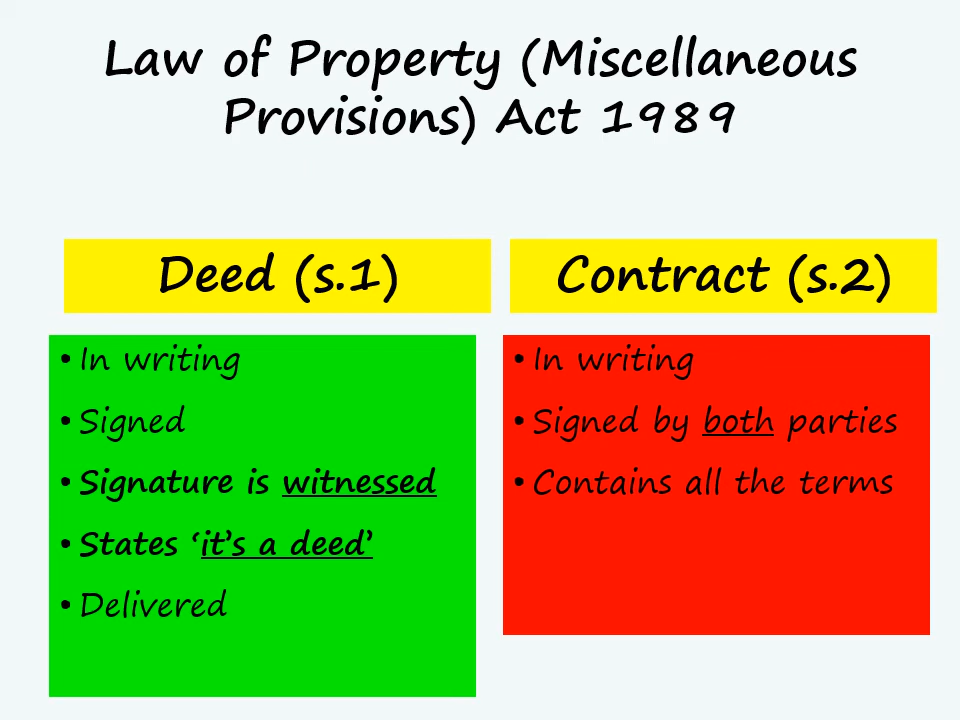 Law of Property (Miscellaneous
Provisions) Act 1989
Deed (s.1)
• In writing
• Signed
• Signature is witnessed
• States ‘it’s a deed’
• Delivered
Contract (s.2)
• In writing
• Signed by both parties
• Contains all the terms